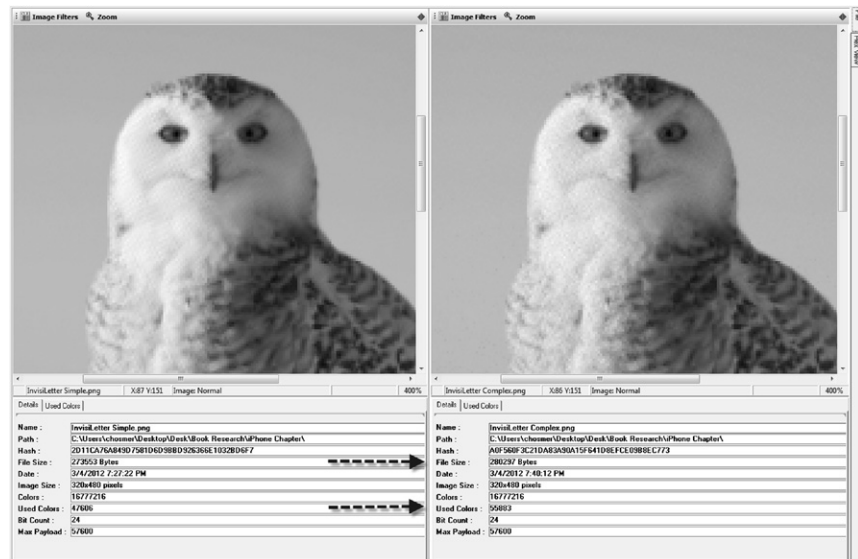 Image Filters Zoom
InvisiLetter Simple.png X:87 Y:151 Image: Normal 400%
Details Used Colors
Name : InvisiLetter Simple.png
Path : C:\Users\chosmer\Desktop\Desk\Book Research\iPhone Chapter\
Hash : 2D11CA76A849D7581D6D9BBD926366E1032BD6F7
File Size : 273553 Bytes
Date : 3/4/2012 7:27:22 PM
Image Size : 320x480 pixels
Colors : 16777216
Used Colors : 47606
Bit Count : 24
Max Payload : 57600
Image Filters Zoom
InvisiLetter Complex.png X:86 Y:151 Image: Normal 400%
Details Used Colors
Name : InvisiLetter Complex.png
Path : C:\Users\chosmer\Desktop\Desk\Book Research\iPhone Chapter\
Hash : A0F560F3C21DA83A90A15F641D8EFCE09B8EC773
File Size : 280297 Bytes
Date : 3/4/2012 7:40:12 PM
Image Size : 320x480 pixels
Colors : 16777216
Used Colors : 55883
Bit Count : 24
Max Payload : 57600